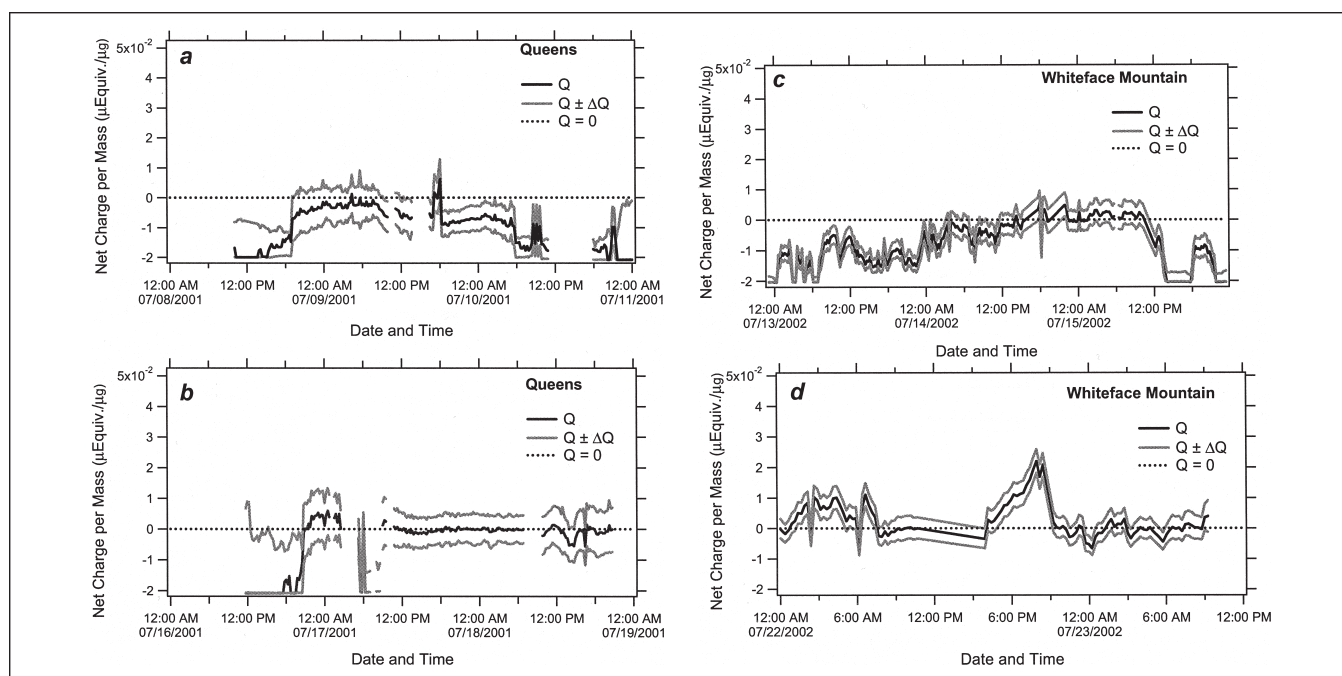 a
Queens
Q
Q ± ΔQ
Q = 0
Net Charge per Mass (μEquiv./μg)
5x10⁻²
4
3
2
1
0
-1
-2
12:00 AM 12:00 PM 12:00 AM 12:00 PM 12:00 AM 12:00 PM 12:00 AM
07/08/2001 07/09/2001 07/10/2001 07/11/2001
Date and Time
b
Queens
Q
Q ± ΔQ
Q = 0
Net Charge per Mass (μEquiv./μg)
5x10⁻²
4
3
2
1
0
-1
-2
12:00 AM 12:00 PM 12:00 AM 12:00 PM 12:00 AM 12:00 PM 12:00 AM
07/16/2001 07/17/2001 07/18/2001 07/19/2001
Date and Time
c
Whiteface Mountain
Q
Q ± ΔQ
Q = 0
Net Charge per Mass (μEquiv./μg)
5x10⁻²
4
3
2
1
0
-1
-2
12:00 AM 12:00 PM 12:00 AM 12:00 PM 12:00 AM 12:00 PM
07/13/2002 07/14/2002 07/15/2002
Date and Time
d
Whiteface Mountain
Q
Q ± ΔQ
Q = 0
Net Charge per Mass (μEquiv./μg)
5x10⁻²
4
3
2
1
0
-1
-2
12:00 AM 6:00 AM 12:00 PM 6:00 PM 12:00 AM 6:00 AM 12:00 PM
07/22/2002 07/23/2002
Date and Time